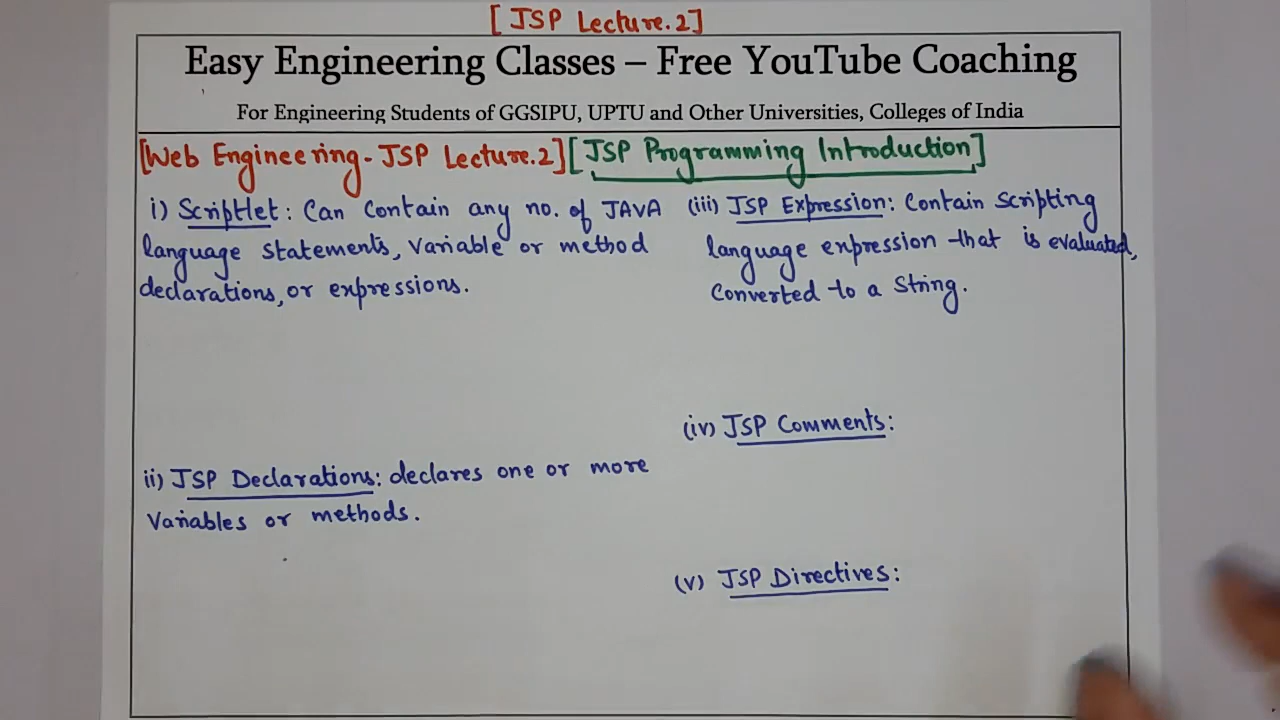 [JSP Lecture.2]
Easy Engineering Classes – Free YouTube Coaching
For Engineering Students of GGSIPU, UPTU and Other Universities, Colleges of India
[Web Engineering- JSP Lecture.2] [JSP Programming Introduction]
i) Scriptlet: Can Contain any no. of JAVA
language statements, Variable or method
declarations, or expressions.
ii) JSP Declarations: declares one or more
Variables or methods.
(iii) JSP Expression: Contain Scripting
language expression that is evaluated,
Converted to a String.
(iv) JSP Comments:
(v) JSP Directives: